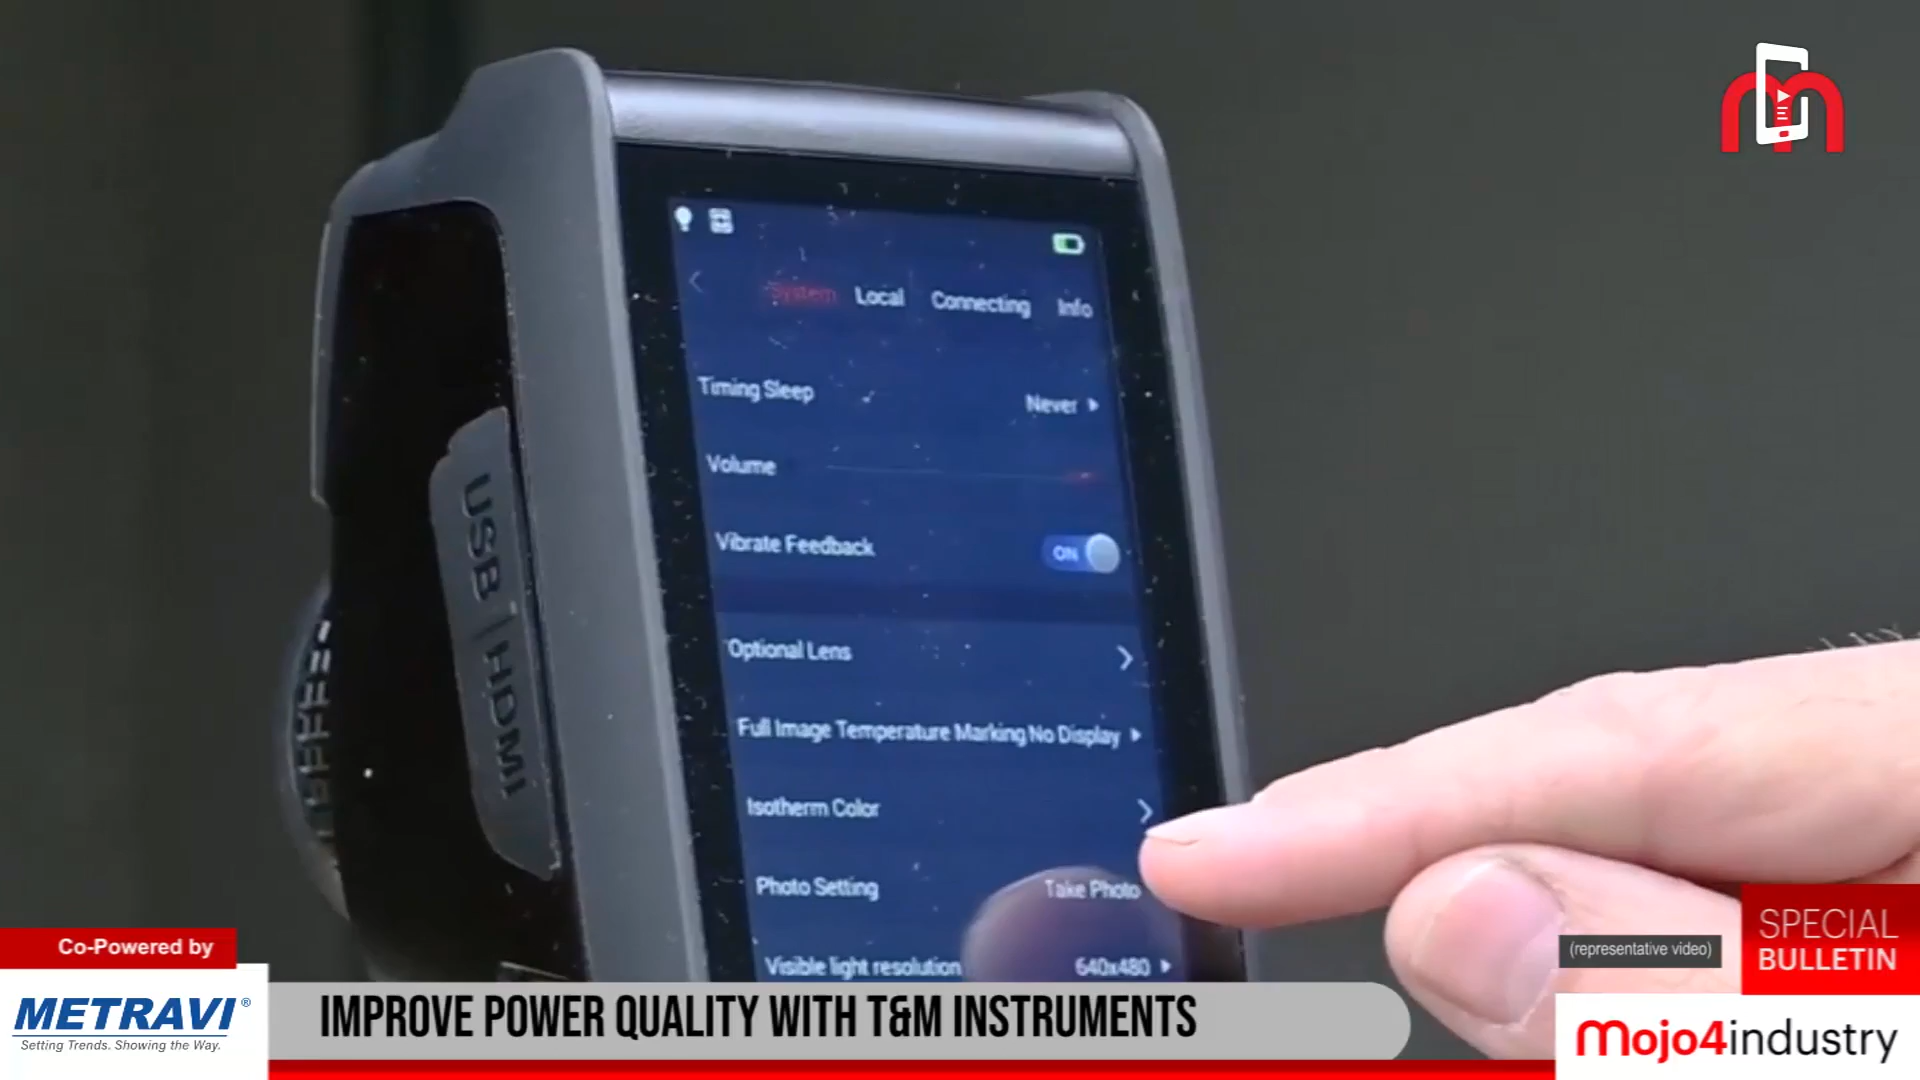 System Local Connecting Info
Timing Sleep Never
Volume
Vibrate Feedback ON
Optional Lens
Full Image Temperature Marking No Display
Isotherm Color
Photo Setting Take Photo
Visible light resolution 640x480
USB | HDMI
Co-Powered by
METRAVI®
Setting Trends. Showing the Way.
IMPROVE POWER QUALITY WITH T&M INSTRUMENTS
(representative video)
SPECIAL
BULLETIN
Mojo4industry